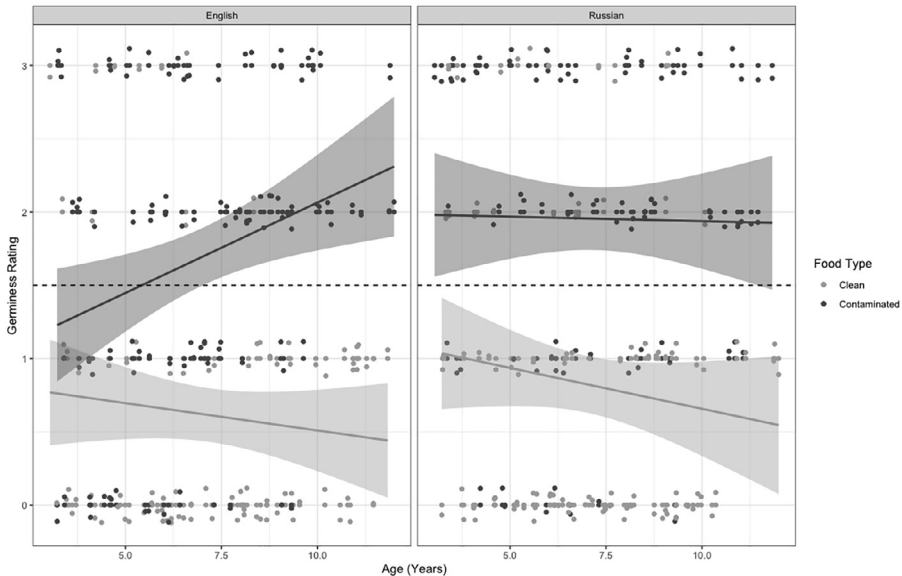 English
Russian
3
2
1
0
Germiness Rating
5.0
7.5
10.0
5.0
7.5
10.0
Age (Years)
Food Type
Clean
Contaminated